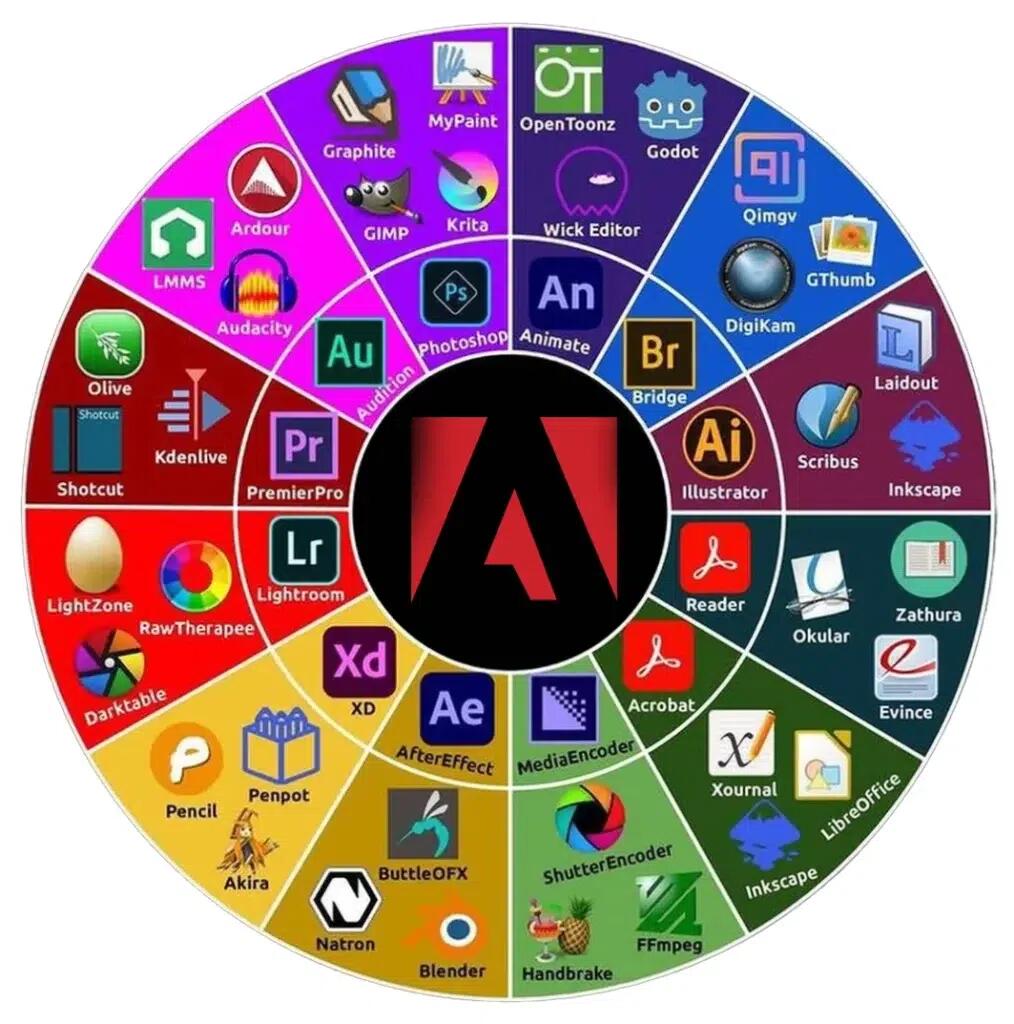 MyPaint
Graphite
GIMP
Krita
Ps
Photoshop
OT
OpenToonz
Godot
Wick Editor
An
Animate
Qimgv
GThumb
DigiKam
Br
Bridge
Laidout
Scribus
Inkscape
Ai
Illustrator
Reader
Okular
Zathura
Evince
Acrobat
Xournal
LibreOffice
Inkscape
MediaEncoder
ShutterEncoder
FFmpeg
Handbrake
Ae
AfterEffect
ButtleOFX
Natron
Blender
Xd
XD
Penpot
Pencil
Akira
Lr
Lightroom
LightZone
RawTherapee
Darktable
Pr
PremierPro
Olive
Kdenlive
Shotcut
Shotcut
Au
Audition
Ardour
LMMS
Audacity